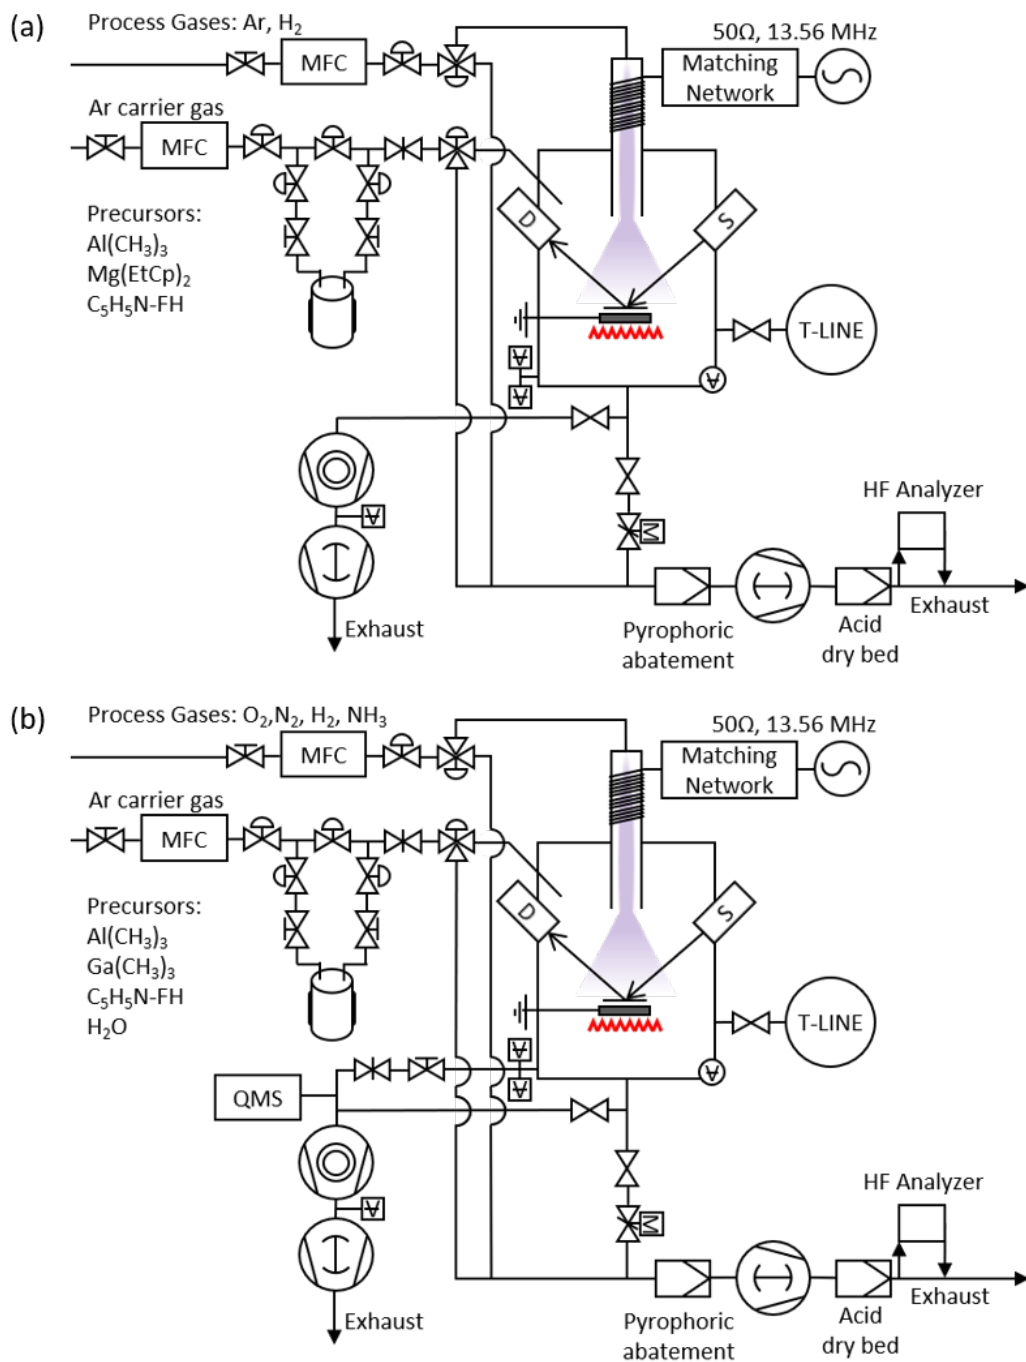 (a)
Process Gases: Ar, H₂
50Ω, 13.56 MHz
MFC
Matching
Network
Ar carrier gas
MFC
Precursors:
Al(CH₃)₃
Mg(EtCp)₂
C₅H₅N-FH
D
S
T-LINE
M
HF Analyzer
Exhaust
Pyrophoric
abatement
Acid
dry bed
Exhaust
(b)
Process Gases: O₂,N₂, H₂, NH₃
50Ω, 13.56 MHz
MFC
Matching
Network
Ar carrier gas
MFC
Precursors:
Al(CH₃)₃
Ga(CH₃)₃
C₅H₅N-FH
H₂O
D
S
T-LINE
QMS
M
HF Analyzer
Exhaust
Pyrophoric
abatement
Acid
dry bed
Exhaust